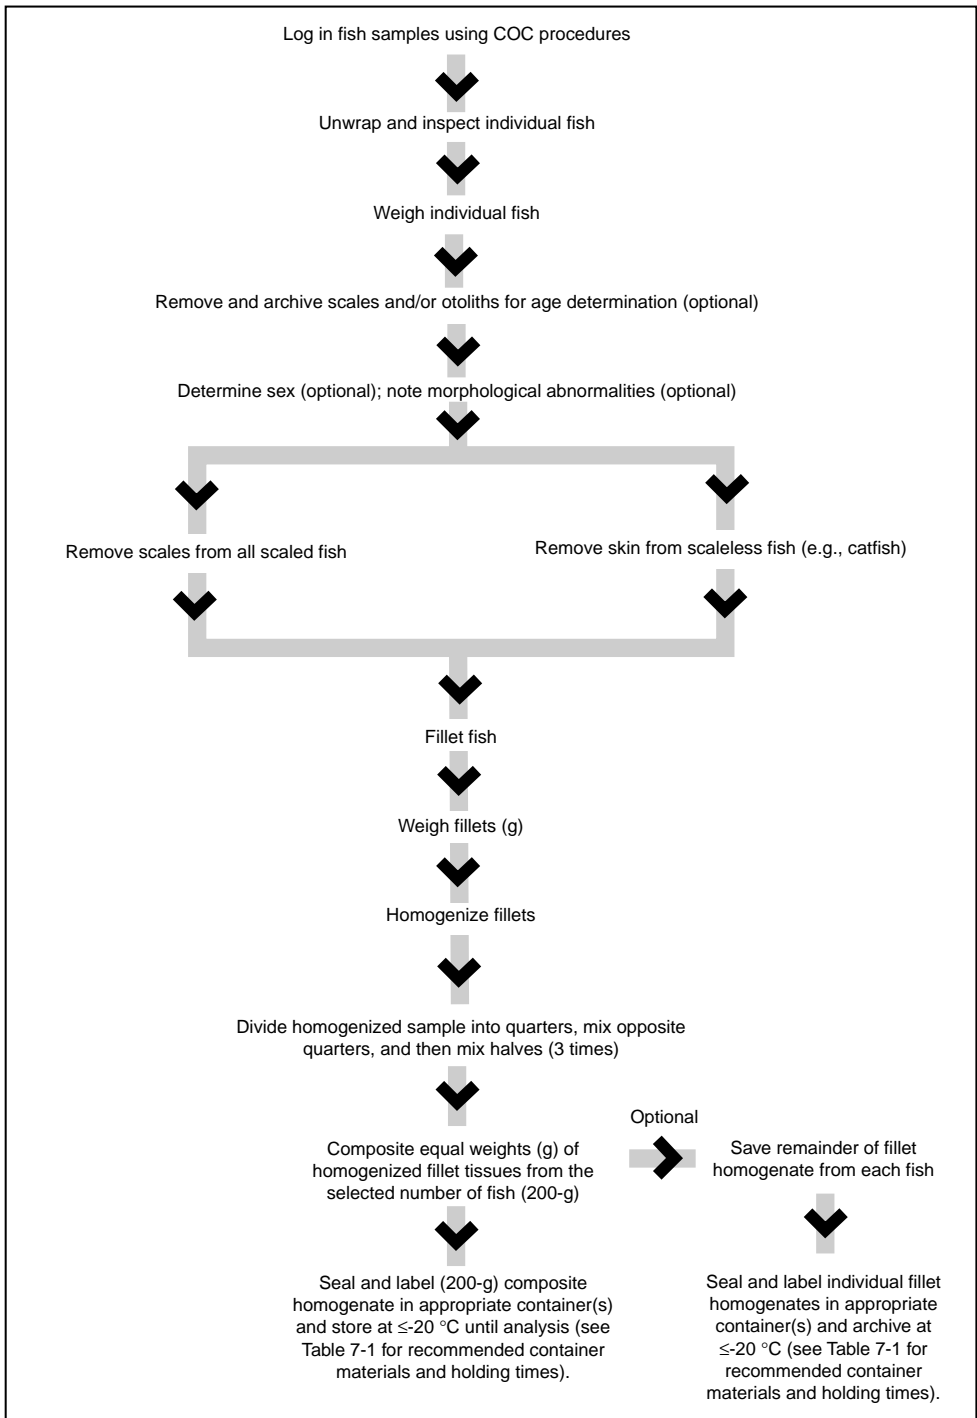 Log in fish samples using COC procedures
Unwrap and inspect individual fish
Weigh individual fish
Remove and archive scales and/or otoliths for age determination (optional)
Determine sex (optional); note morphological abnormalities (optional)
Remove scales from all scaled fish
Remove skin from scaleless fish (e.g., catfish)
Fillet fish
Weigh fillets (g)
Homogenize fillets
Divide homogenized sample into quarters, mix opposite
quarters, and then mix halves (3 times)
Optional
Composite equal weights (g) of
homogenized fillet tissues from the
selected number of fish (200-g)
Save remainder of fillet
homogenate from each fish
Seal and label (200-g) composite
homogenate in appropriate container(s)
and store at ≤-20 °C until analysis (see
Table 7-1 for recommended container
materials and holding times).
Seal and label individual fillet
homogenates in appropriate
container(s) and archive at
≤-20 °C (see Table 7-1 for
recommended container
materials and holding times).